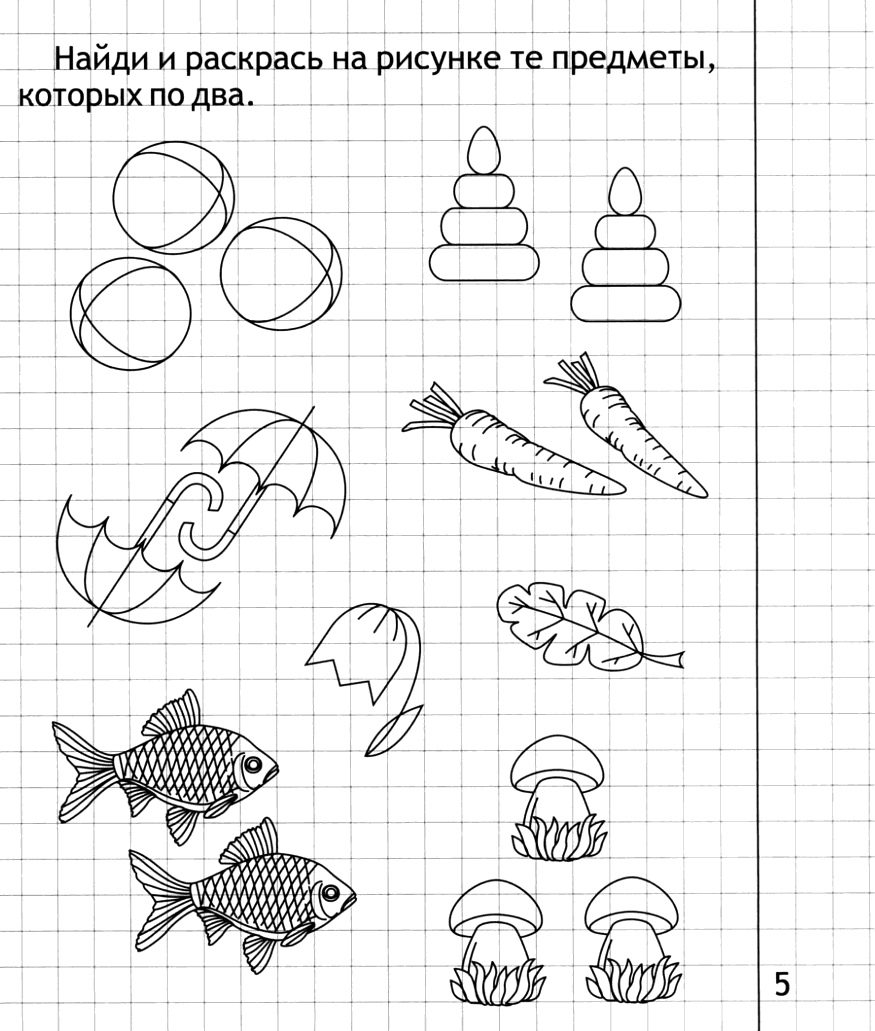 Найди и раскрась на рисунке те предметы,
которых по два.
5